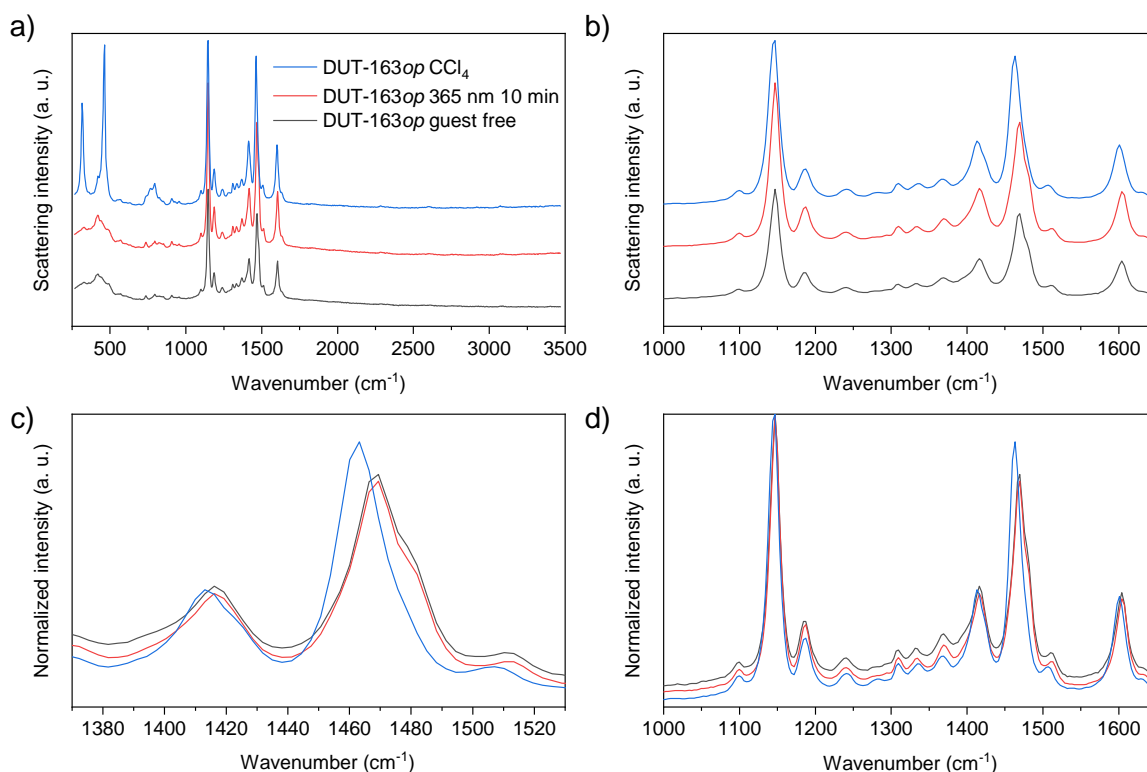 a)
Scattering intensity (a. u.)
DUT-163op CCl₄
DUT-163op 365 nm 10 min
DUT-163op guest free
500 1000 1500 2000 2500 3000 3500
Wavenumber (cm⁻¹)
b)
Scattering intensity (a. u.)
1000 1100 1200 1300 1400 1500 1600
Wavenumber (cm⁻¹)
c)
Normalized intensity (a. u.)
1380 1400 1420 1440 1460 1480 1500 1520
Wavenumber (cm⁻¹)
d)
Normalized intensity (a. u.)
1000 1100 1200 1300 1400 1500 1600
Wavenumber (cm⁻¹)